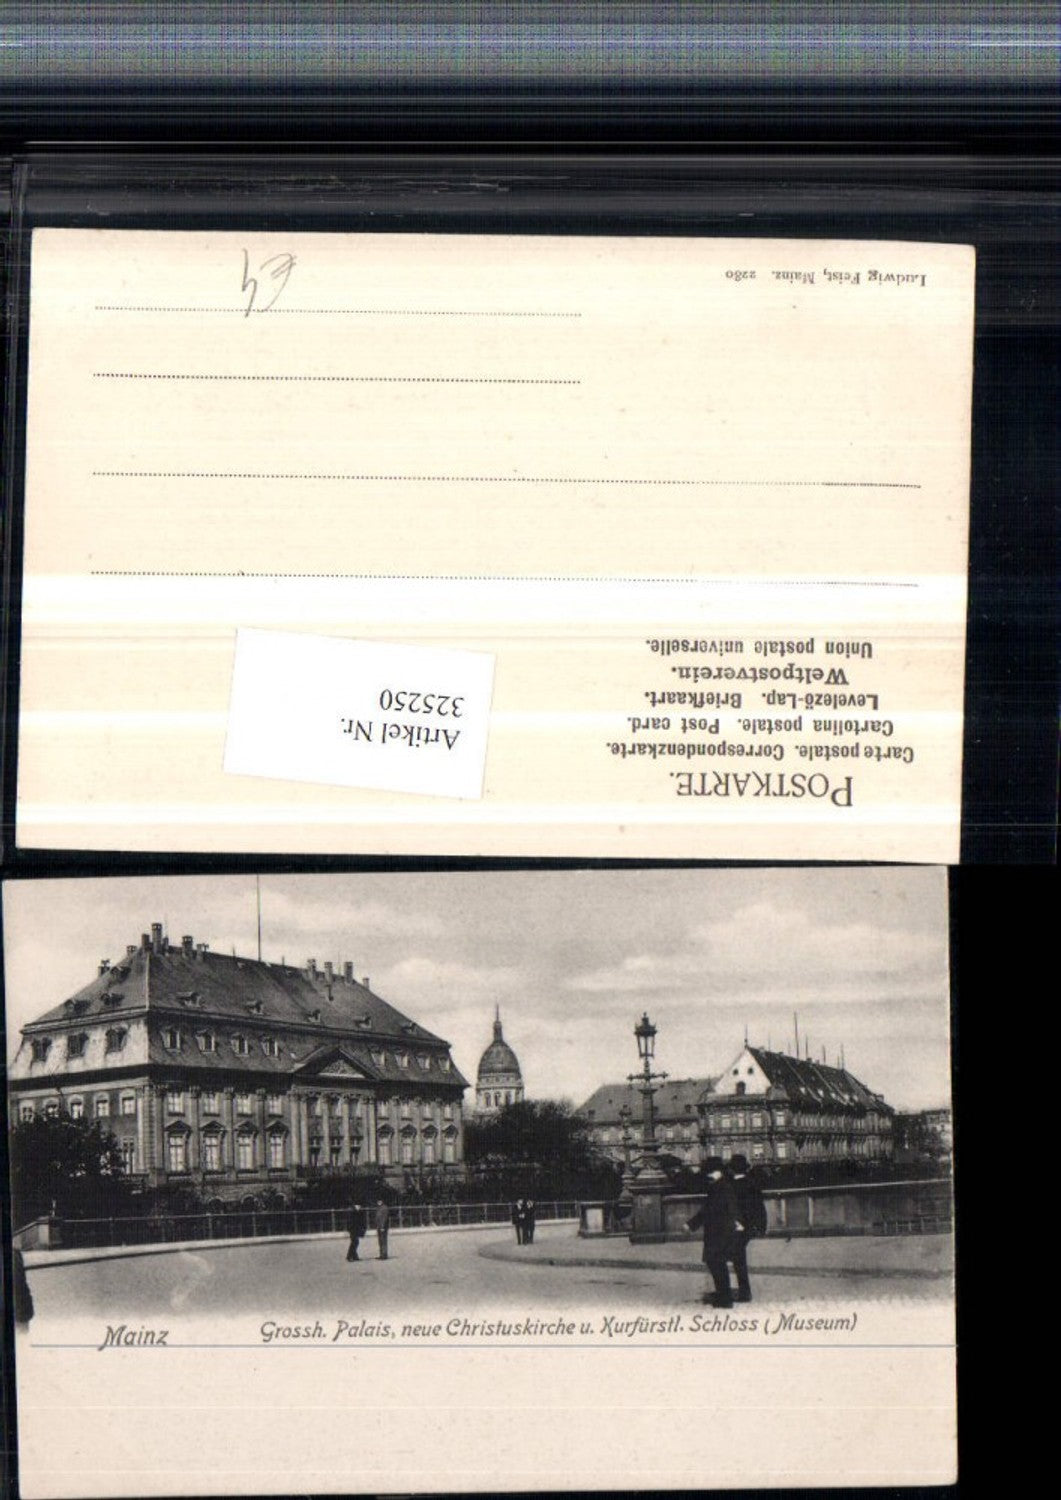 POSTKARTE.
Carte postale. Correspondenzkarte.
Cartolina postale. Post card.
Levelező-Lap. Briefkaart.
Weltpostverein.
Union postale universelle.
Artikel Nr.
325250
Ludwig Feist, Mainz. 2280
Mainz
Grossh. Palais, neue Christuskirche u. Kurfürstl. Schloss (Museum)